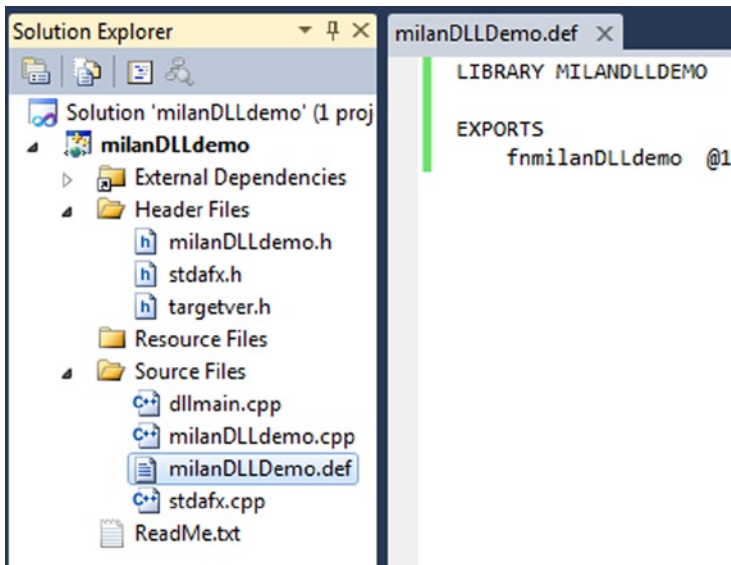 Solution Explorer
Solution 'milanDLLdemo' (1 proj
milanDLLdemo
External Dependencies
Header Files
h milanDLLdemo.h
h stdafx.h
h targetver.h
Resource Files
Source Files
C++ dllmain.cpp
C++ milanDLLdemo.cpp
milanDLLDemo.def
C++ stdafx.cpp
ReadMe.txt
milanDLLDemo.def
LIBRARY MILANDLLDEMO
EXPORTS
fnmilanDLLdemo @1